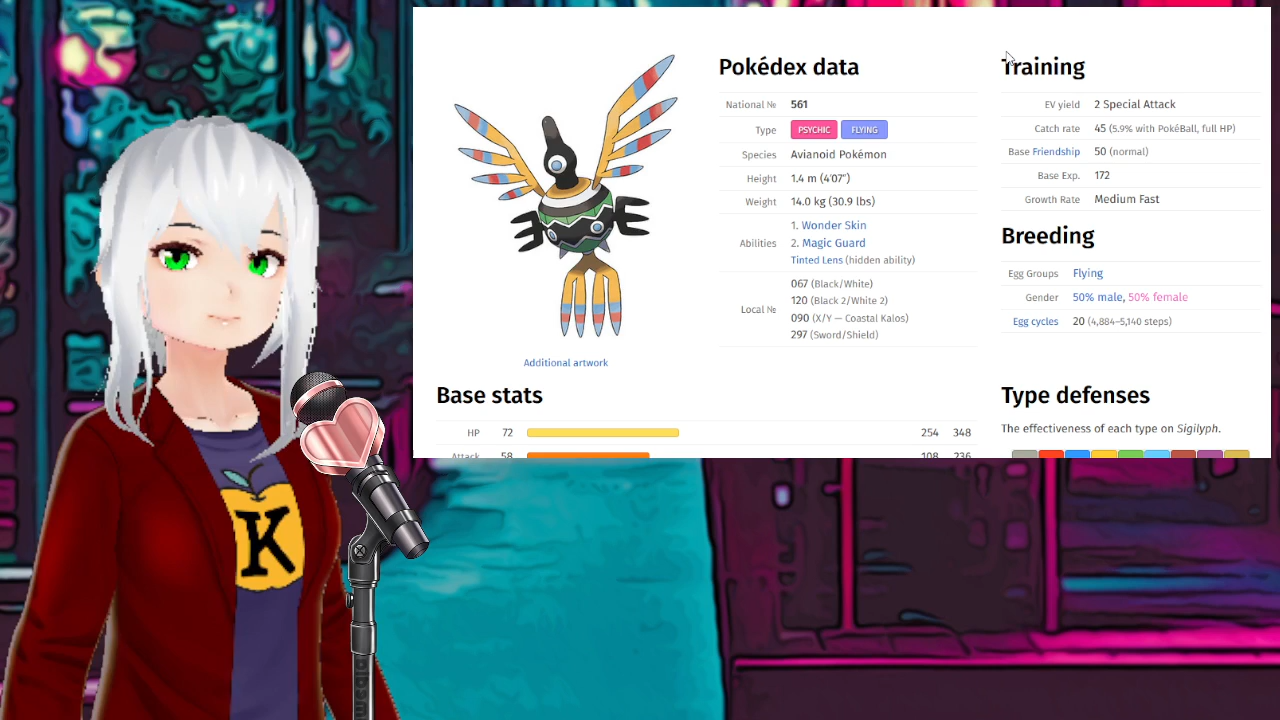 Pokédex data
National № 561
Type PSYCHIC FLYING
Species Avianoid Pokémon
Height 1.4 m (4′07″)
Weight 14.0 kg (30.9 lbs)
Abilities
1. Wonder Skin
2. Magic Guard
Tinted Lens (hidden ability)
Local №
067 (Black/White)
120 (Black 2/White 2)
090 (X/Y — Coastal Kalos)
297 (Sword/Shield)
Additional artwork
Training
EV yield 2 Special Attack
Catch rate 45 (5.9% with PokéBall, full HP)
Base Friendship 50 (normal)
Base Exp. 172
Growth Rate Medium Fast
Breeding
Egg Groups Flying
Gender 50% male, 50% female
Egg cycles 20 (4,884–5,140 steps)
Base stats
HP 72 254 348
Attack 58 108 236
Type defenses
The effectiveness of each type on Sigilyph.
K